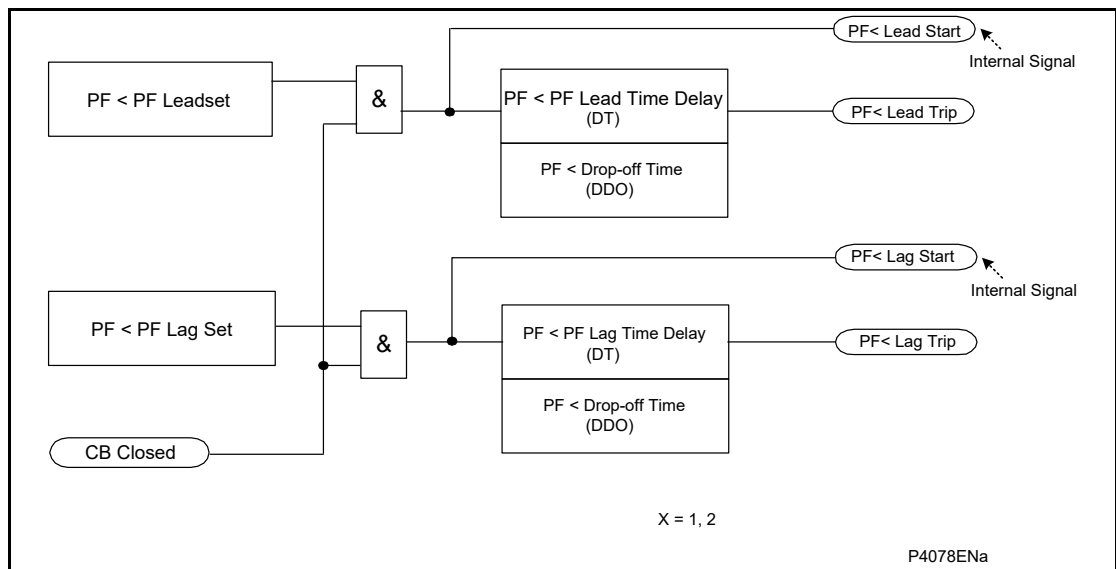 PF< Lead Start
Internal Signal
PF < PF Leadset
&
PF < PF Lead Time Delay
(DT)
PF< Lead Trip
PF < Drop-off Time
(DDO)
PF< Lag Start
Internal Signal
PF < PF Lag Set
&
PF < PF Lag Time Delay
(DT)
PF< Lag Trip
PF < Drop-off Time
(DDO)
CB Closed
X = 1, 2
P4078ENa